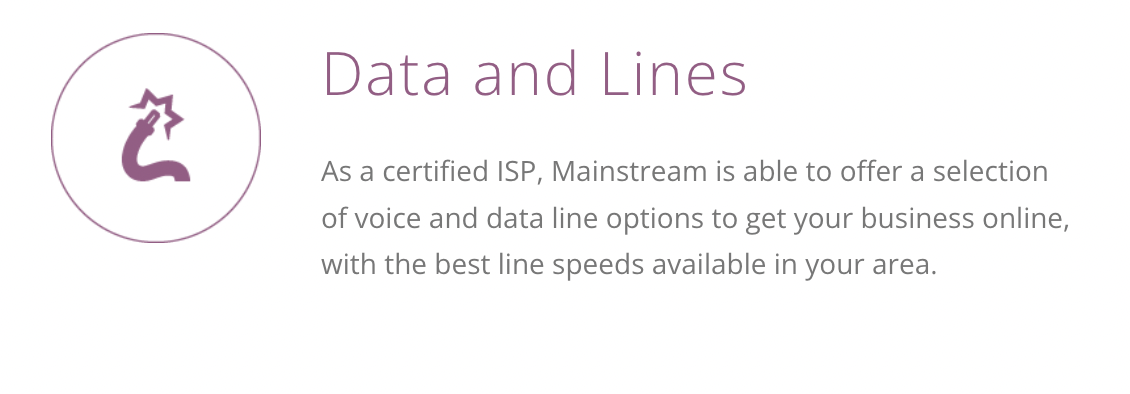 Data and Lines
As a certified ISP, Mainstream is able to offer a selection
of voice and data line options to get your business online,
with the best line speeds available in your area.